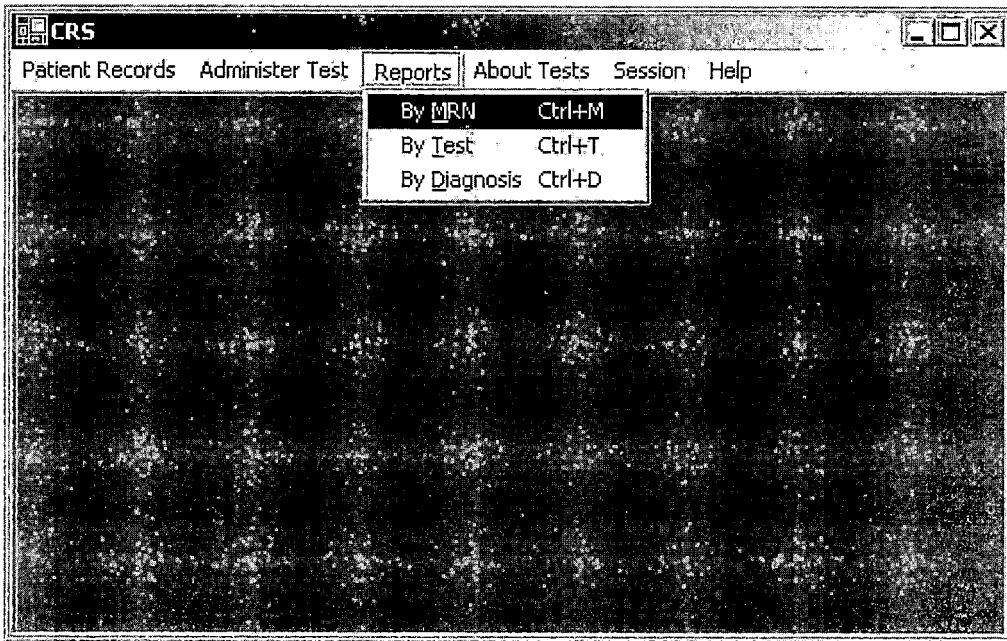 CRS
Patient Records Administer Test Reports About Tests Session Help
By MRN Ctrl+M
By Test Ctrl+T
By Diagnosis Ctrl+D